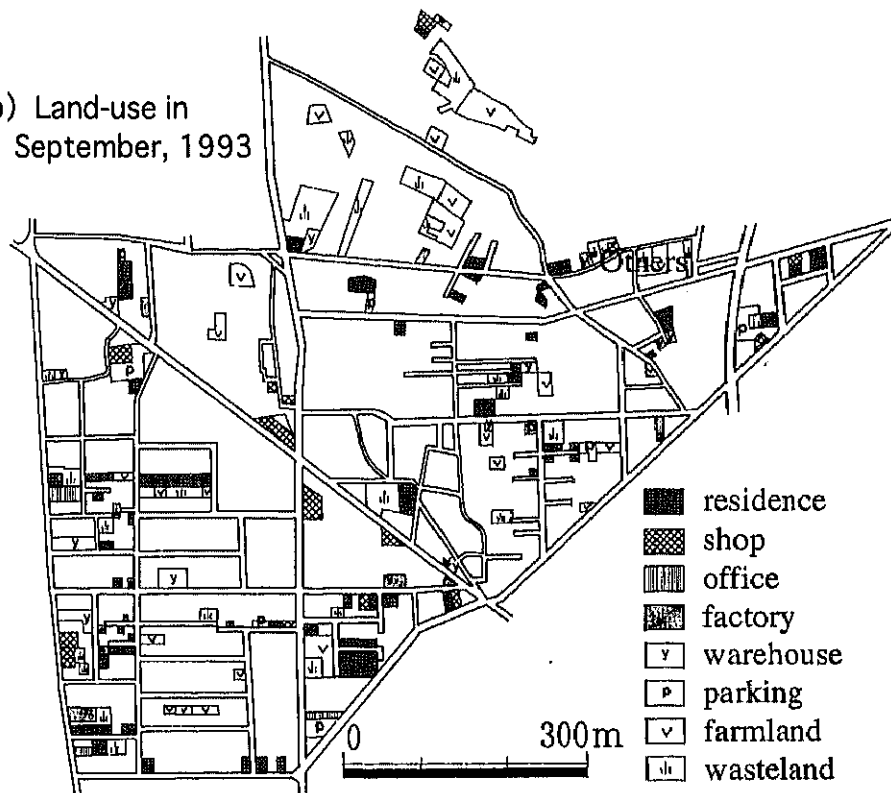 ) Land-use in
September, 1993
Others
residence
shop
office
factory
y warehouse
p parking
v farmland
wasteland
0 300m